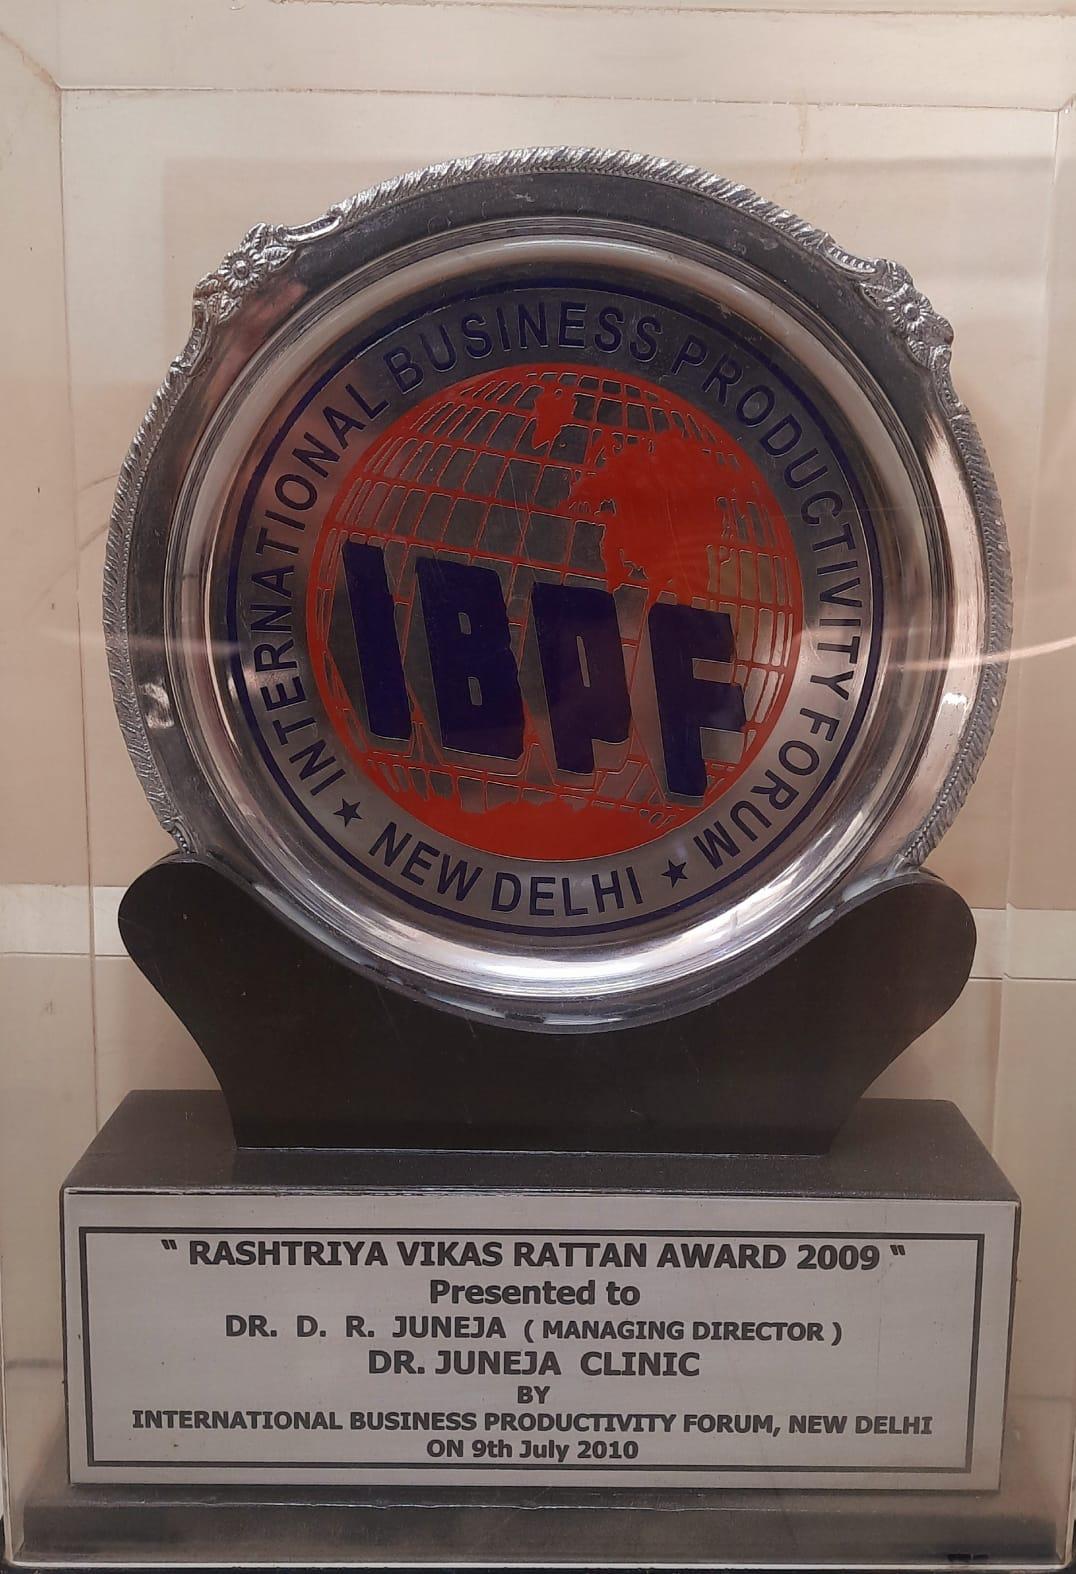 INTERNATIONAL BUSINESS PRODUCTIVITY FORUM
★ NEW DELHI ★
IBPF
" RASHTRIYA VIKAS RATTAN AWARD 2009 "
Presented to
DR. D. R. JUNEJA ( MANAGING DIRECTOR )
DR. JUNEJA CLINIC
BY
INTERNATIONAL BUSINESS PRODUCTIVITY FORUM, NEW DELHI
ON 9th July 2010